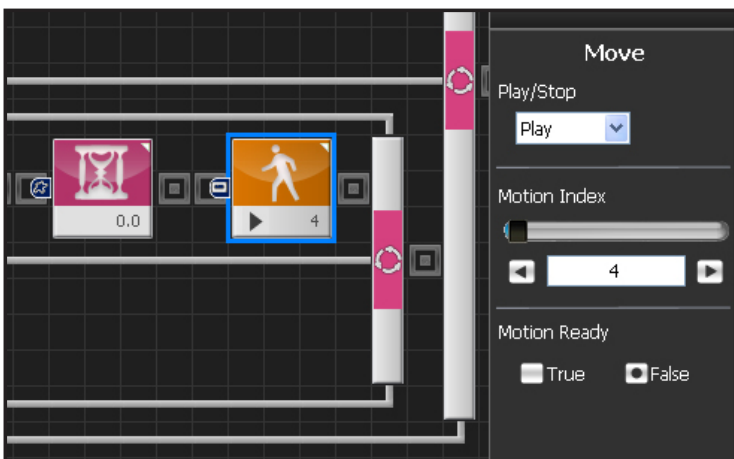 Move
Play/Stop
Play
Motion Index
4
Motion Ready
True False
0.0
4